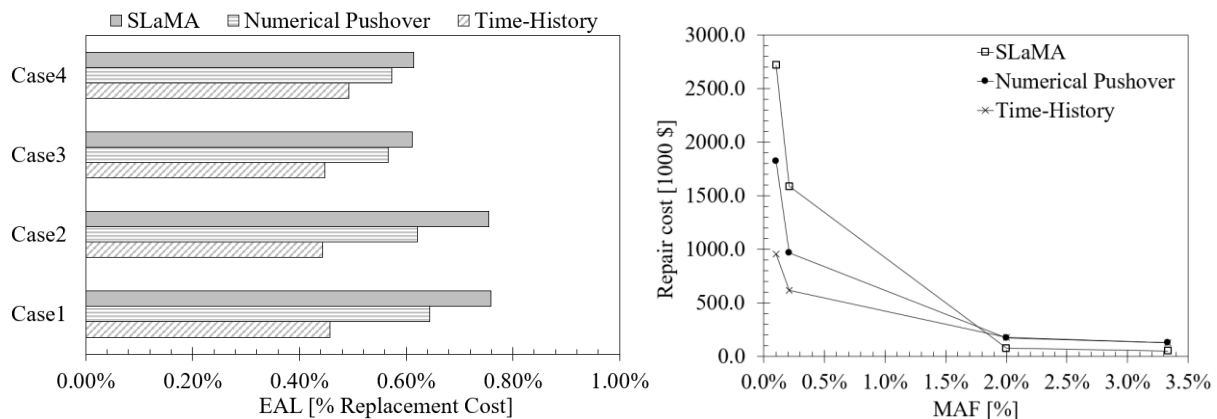 SLaMA Numerical Pushover Time-History
Case4
Case3
Case2
Case1
0.00% 0.20% 0.40% 0.60% 0.80% 1.00%
EAL [% Replacement Cost]
Repair cost [1000 $]
3000.0
2500.0
2000.0
1500.0
1000.0
500.0
0.0
SLaMA
Numerical Pushover
Time-History
0.0% 0.5% 1.0% 1.5% 2.0% 2.5% 3.0% 3.5%
MAF [%]